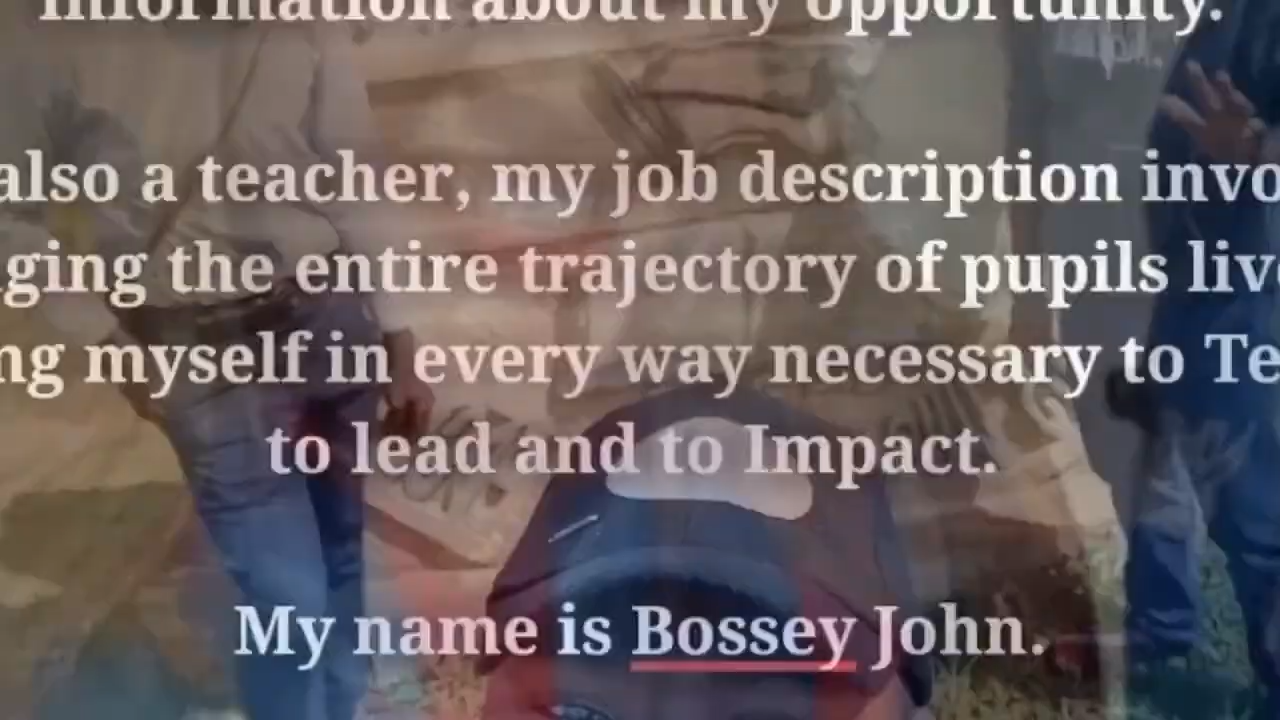 information about my opportunity.
also a teacher, my job description invo
ging the entire trajectory of pupils live
ng myself in every way necessary to Te
to lead and to Impact.
My name is Bossey John.